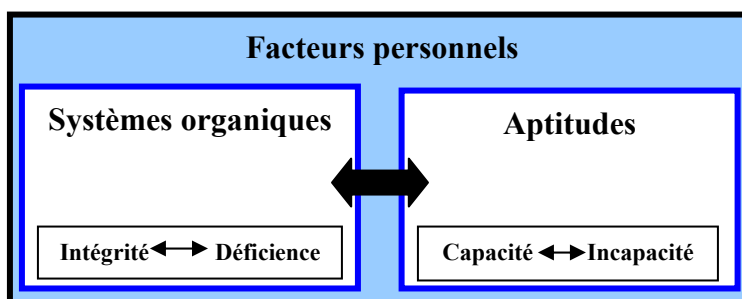 Facteurs personnels
Systèmes organiques
Aptitudes
Intégrité Déficience
Capacité Incapacité